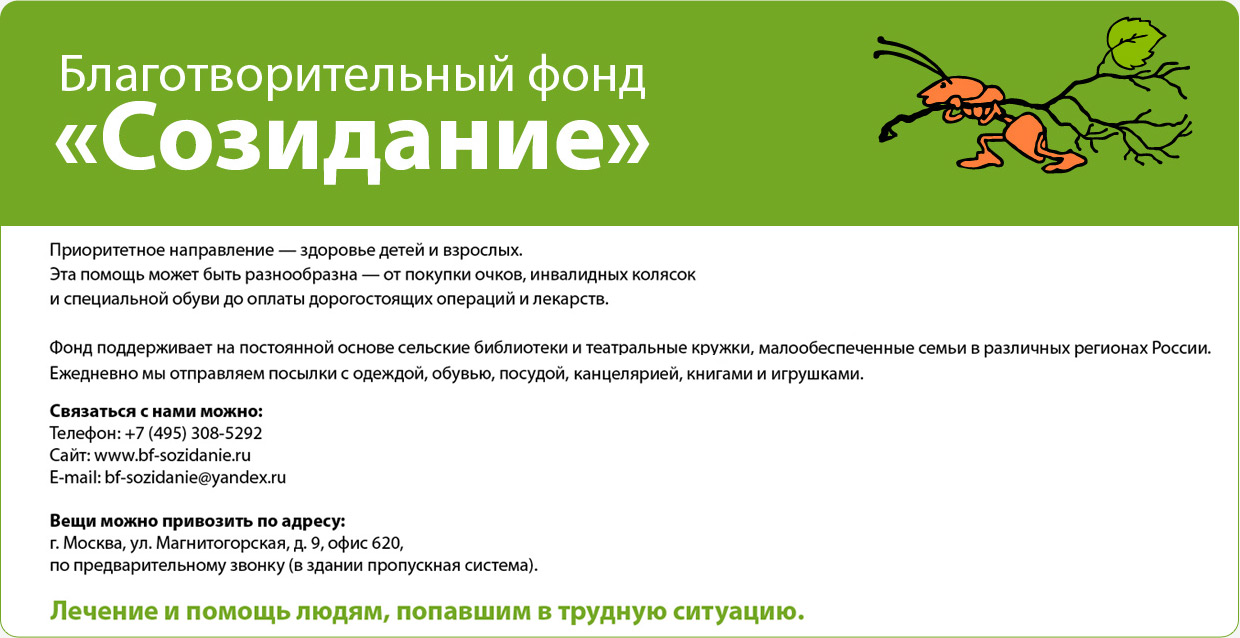 Благотворительный фонд
«Созидание»
Приоритетное направление — здоровье детей и взрослых.
Эта помощь может быть разнообразна — от покупки очков, инвалидных колясок
и специальной обуви до оплаты дорогостоящих операций и лекарств.
Фонд поддерживает на постоянной основе сельские библиотеки и театральные кружки, малообеспеченные семьи в различных регионах России.
Ежедневно мы отправляем посылки с одеждой, обувью, посудой, канцелярией, книгами и игрушками.
Связаться с нами можно:
Телефон: +7 (495) 308-5292
Сайт: www.bf-sozidanie.ru
E-mail: bf-sozidanie@yandex.ru
Вещи можно привозить по адресу:
г. Москва, ул. Магнитогорская, д. 9, офис 620,
по предварительному звонку (в здании пропускная система).
Лечение и помощь людям, попавшим в трудную ситуацию.